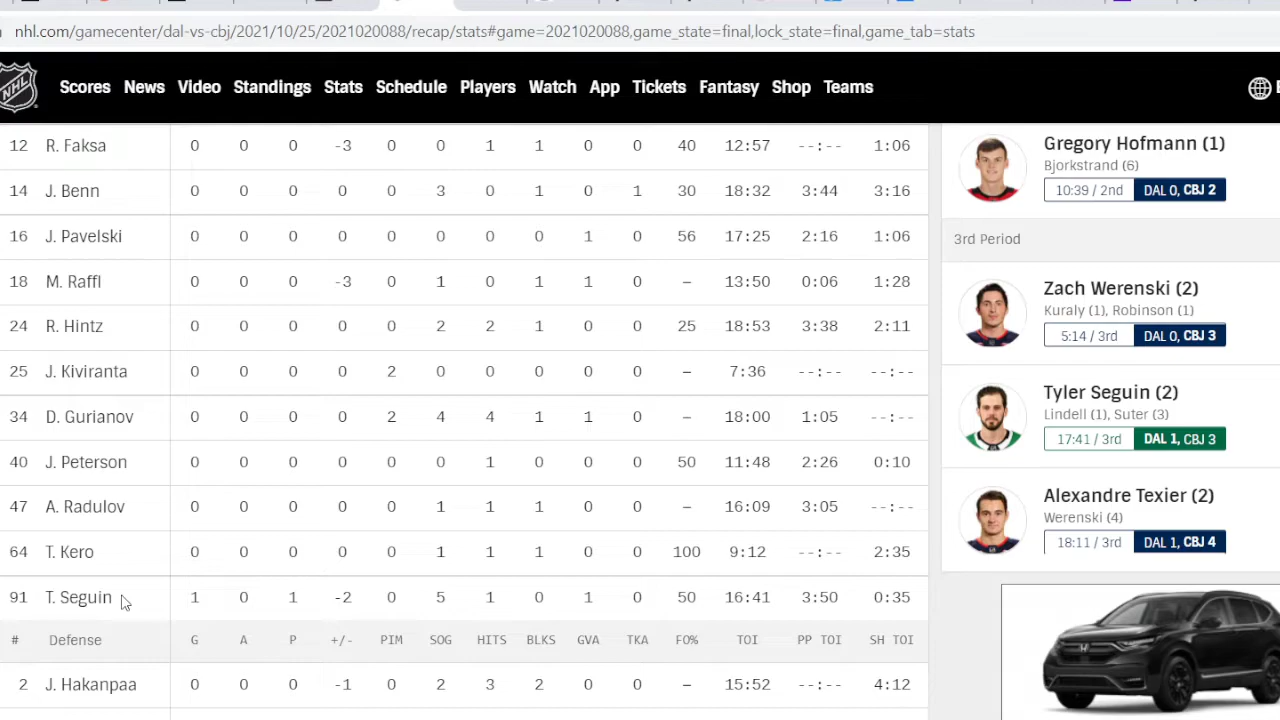 nhl.com/gamecenter/dal-vs-cbj/2021/10/25/2021020088/recap/stats#game=2021020088,game_state=final,lock_state=final,game_tab=stats
NHL Scores News Video Standings Stats Schedule Players Watch App Tickets Fantasy Shop Teams
12 R. Faksa 0 0 0 -3 0 0 1 1 0 0 40 12:57 --:-- 1:06
14 J. Benn 0 0 0 0 0 3 0 1 0 1 30 18:32 3:44 3:16
16 J. Pavelski 0 0 0 0 0 0 0 0 1 0 56 17:25 2:16 1:06
18 M. Raffl 0 0 0 -3 0 1 0 1 1 0 – 13:50 0:06 1:28
24 R. Hintz 0 0 0 0 0 2 2 1 0 0 25 18:53 3:38 2:11
25 J. Kiviranta 0 0 0 0 2 0 0 0 0 0 – 7:36 --:-- --:--
34 D. Gurianov 0 0 0 0 2 4 4 1 1 0 – 18:00 1:05 --:--
40 J. Peterson 0 0 0 0 0 0 1 0 0 0 50 11:48 2:26 0:10
47 A. Radulov 0 0 0 0 0 1 1 1 0 0 – 16:09 3:05 --:--
64 T. Kero 0 0 0 0 0 1 1 1 0 0 100 9:12 --:-- 2:35
91 T. Seguin 1 0 1 -2 0 5 1 0 1 0 50 16:41 3:50 0:35
# Defense G A P +/- PIM SOG HITS BLKS GVA TKA FO% TOI PP TOI SH TOI
2 J. Hakanpaa 0 0 0 -1 0 2 3 2 0 0 – 15:52 --:-- 4:12
Gregory Hofmann (1)
Bjorkstrand (6)
10:39 / 2nd DAL 0, CBJ 2
3rd Period
Zach Werenski (2)
Kuraly (1), Robinson (1)
5:14 / 3rd DAL 0, CBJ 3
Tyler Seguin (2)
Lindell (1), Suter (3)
17:41 / 3rd DAL 1, CBJ 3
Alexandre Texier (2)
Werenski (4)
18:11 / 3rd DAL 1, CBJ 4